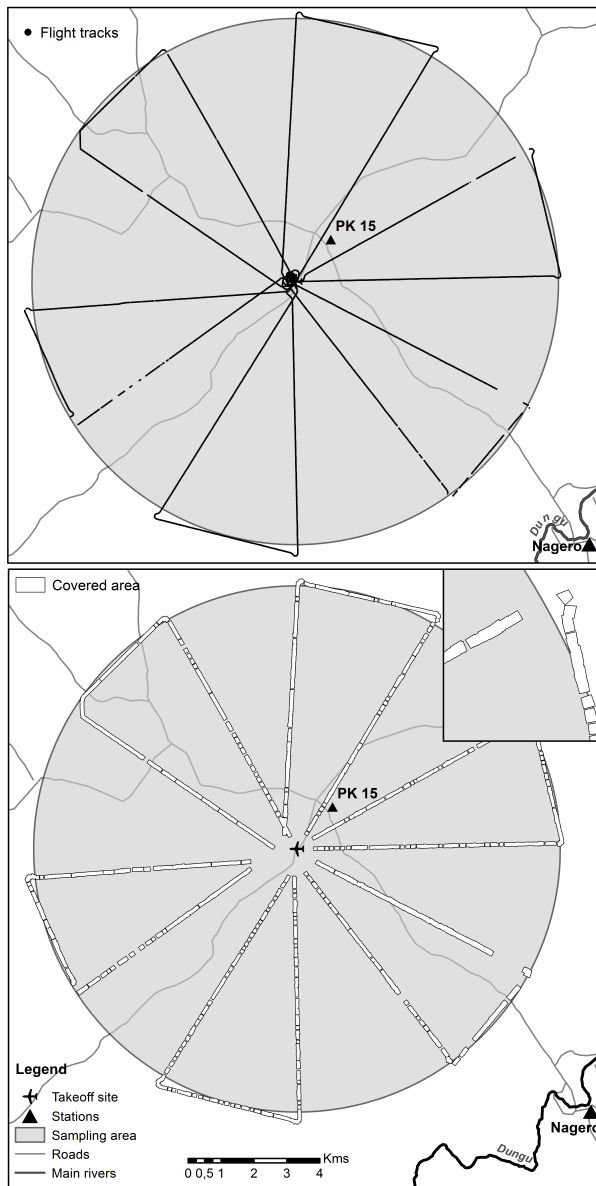 Flight tracks
PK 15
Dungu
Nagero
Covered area
PK 15
Legend
Takeoff site
Stations
Sampling area
Roads
Main rivers
Kms
0 0,5 1 2 3 4
Dungu
Nagero